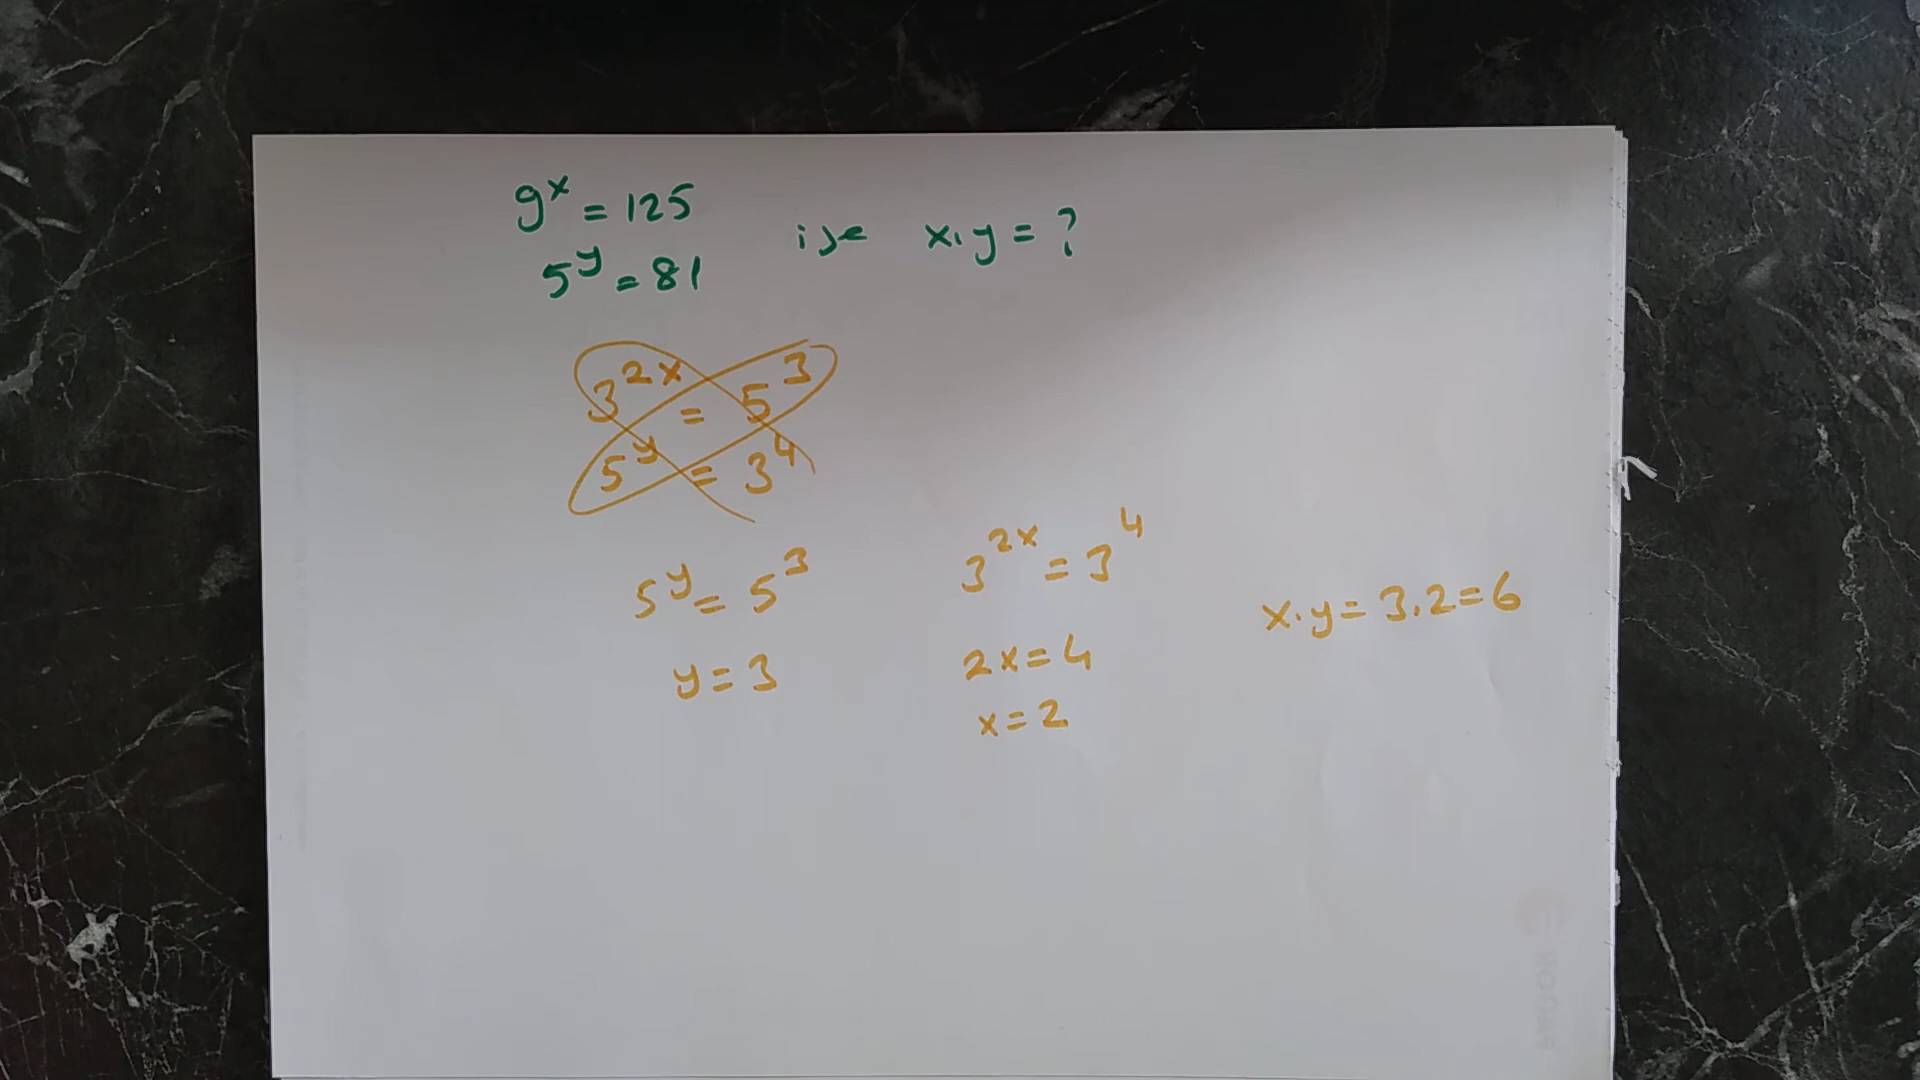 9^x = 125
5^y = 81
ise x.y = ?
3^2x = 5^3
5^y = 3^4
5^y = 5^3
y = 3
3^2x = 3^4
2x = 4
x = 2
x.y = 3.2 = 6